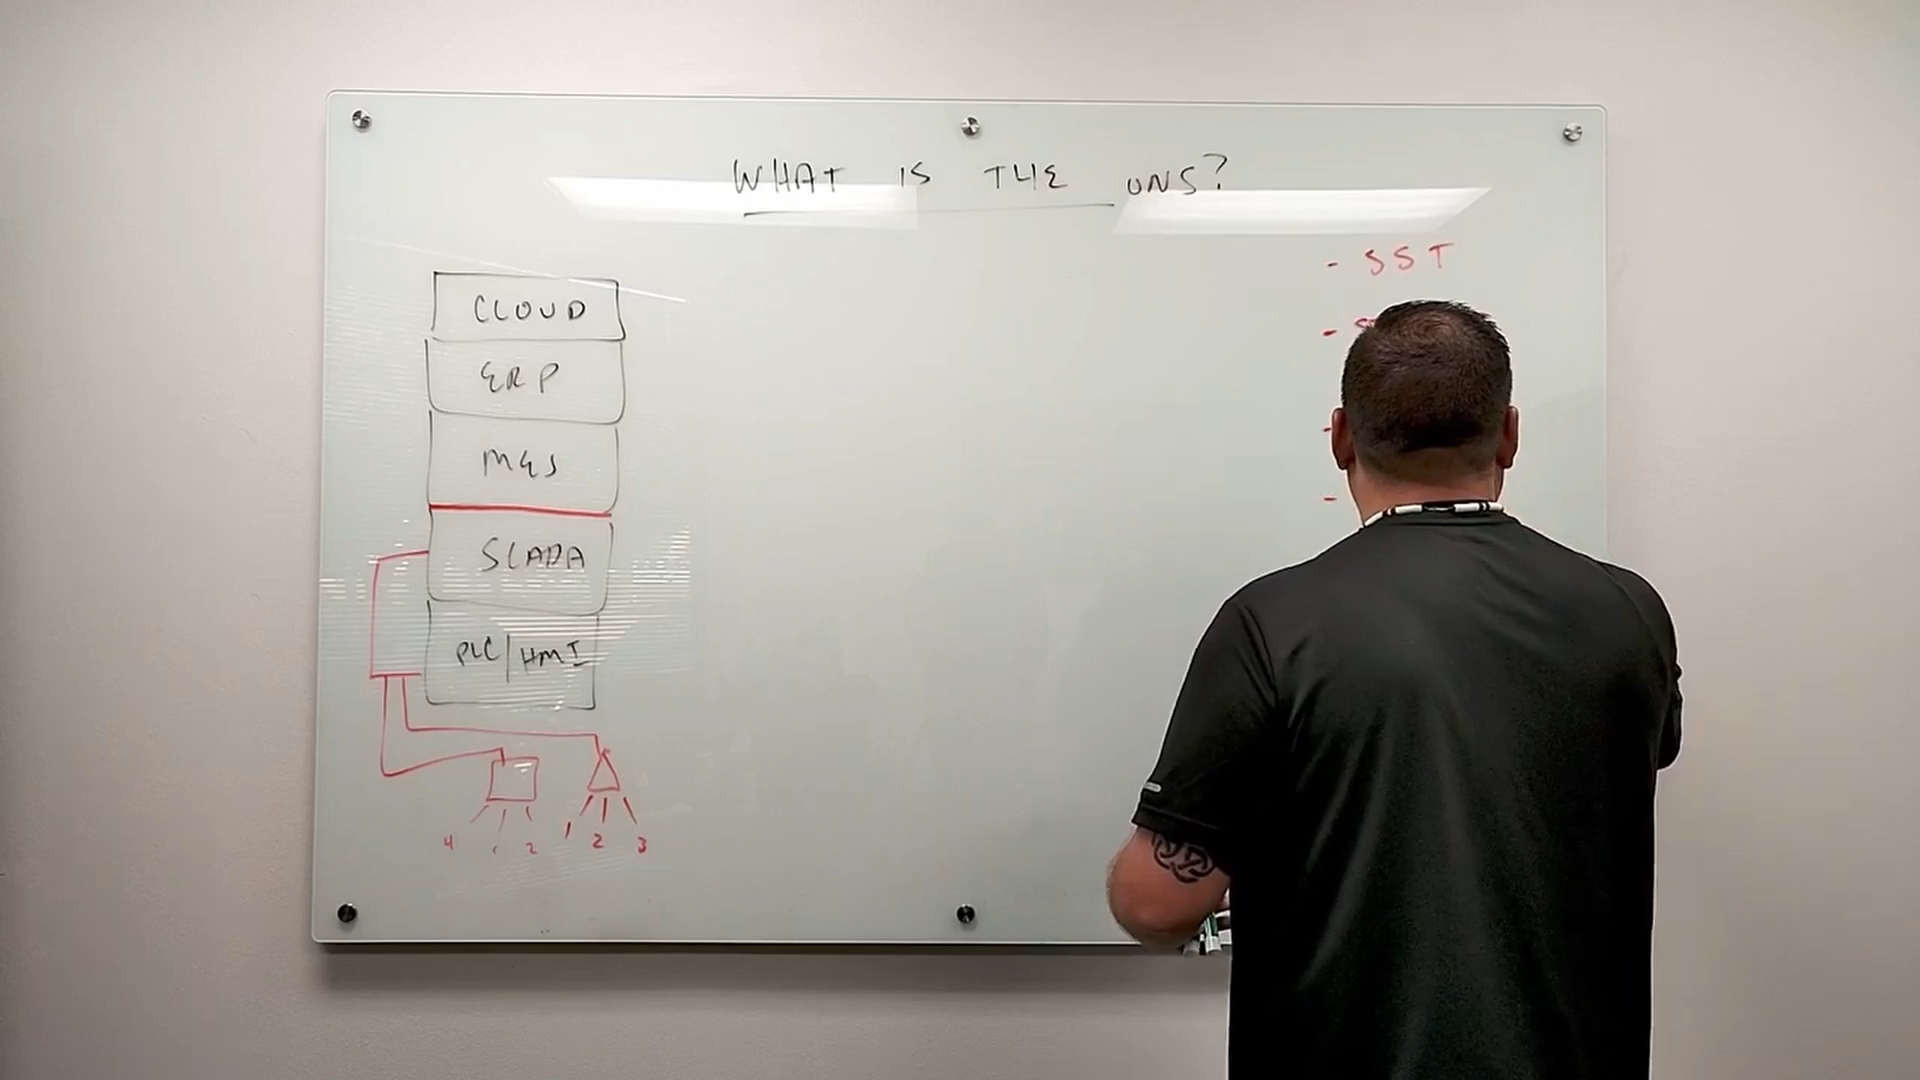 WHAT IS THE UNS?
- SST
CLOUD
ERP
MES
SCADA
PLC/HMI
4 1 2 1 2 3